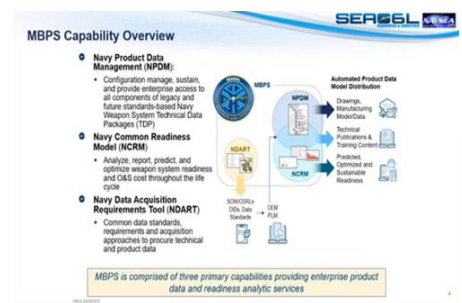 SEA06L
NAVSEA
MBPS Capability Overview
Navy Product Data
Management (NPDM):
• Configuration manage, sustain,
and provide enterprise access to
all components of legacy and
future standards-based Navy
Weapon System Technical Data
Packages (TDP)
Navy Common Readiness
Model (NCRM)
• Analyze, report, predict, and
optimize weapon system readiness
and O&S cost throughout the life
cycle
Navy Data Acquisition
Requirements Tool (NDART)
• Common data standards,
requirements and acquisition
approaches to procure technical
and product data
MBPS
NPDM
NDART
NCRM
SOW/CDRLs
DIDs, Data
Standards
OEM
PLM
Automated Product Data
Model Distribution
Drawings,
Manufacturing
Model/Data
Technical
Publications &
Training Content
Predicted,
Optimized and
Sustainable
Readiness
MBPS is comprised of three primary capabilities providing enterprise product
data and readiness analytic services
UNCLASSIFIED